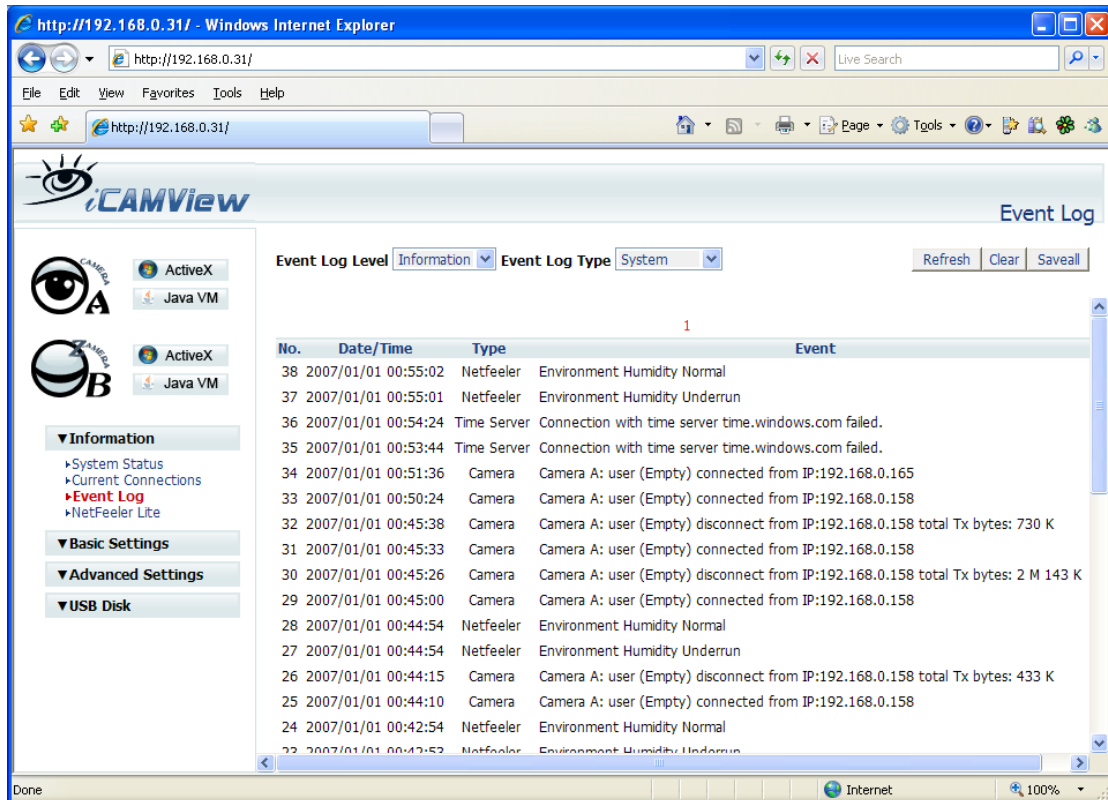 http://192.168.0.31/ - Windows Internet Explorer
http://192.168.0.31/
Live Search
File Edit View Favorites Tools Help
http://192.168.0.31/
Page Tools
iCAMView
Event Log
CAMERA A
ActiveX
Java VM
ZAMERA B
ActiveX
Java VM
▼Information
System Status
Current Connections
Event Log
NetFeeler Lite
▼Basic Settings
▼Advanced Settings
▼USB Disk
Event Log Level Information Event Log Type System Refresh Clear Saveall
1
No. Date/Time Type Event
38 2007/01/01 00:55:02 Netfeeler Environment Humidity Normal
37 2007/01/01 00:55:01 Netfeeler Environment Humidity Underrun
36 2007/01/01 00:54:24 Time Server Connection with time server time.windows.com failed.
35 2007/01/01 00:53:44 Time Server Connection with time server time.windows.com failed.
34 2007/01/01 00:51:36 Camera Camera A: user (Empty) connected from IP:192.168.0.165
33 2007/01/01 00:50:24 Camera Camera A: user (Empty) connected from IP:192.168.0.158
32 2007/01/01 00:45:38 Camera Camera A: user (Empty) disconnect from IP:192.168.0.158 total Tx bytes: 730 K
31 2007/01/01 00:45:33 Camera Camera A: user (Empty) connected from IP:192.168.0.158
30 2007/01/01 00:45:26 Camera Camera A: user (Empty) disconnect from IP:192.168.0.158 total Tx bytes: 2 M 143 K
29 2007/01/01 00:45:00 Camera Camera A: user (Empty) connected from IP:192.168.0.158
28 2007/01/01 00:44:54 Netfeeler Environment Humidity Normal
27 2007/01/01 00:44:54 Netfeeler Environment Humidity Underrun
26 2007/01/01 00:44:15 Camera Camera A: user (Empty) disconnect from IP:192.168.0.158 total Tx bytes: 433 K
25 2007/01/01 00:44:10 Camera Camera A: user (Empty) connected from IP:192.168.0.158
24 2007/01/01 00:42:54 Netfeeler Environment Humidity Normal
23 2007/01/01 00:42:53 Netfeeler Environment Humidity Underrun
Done Internet 100%